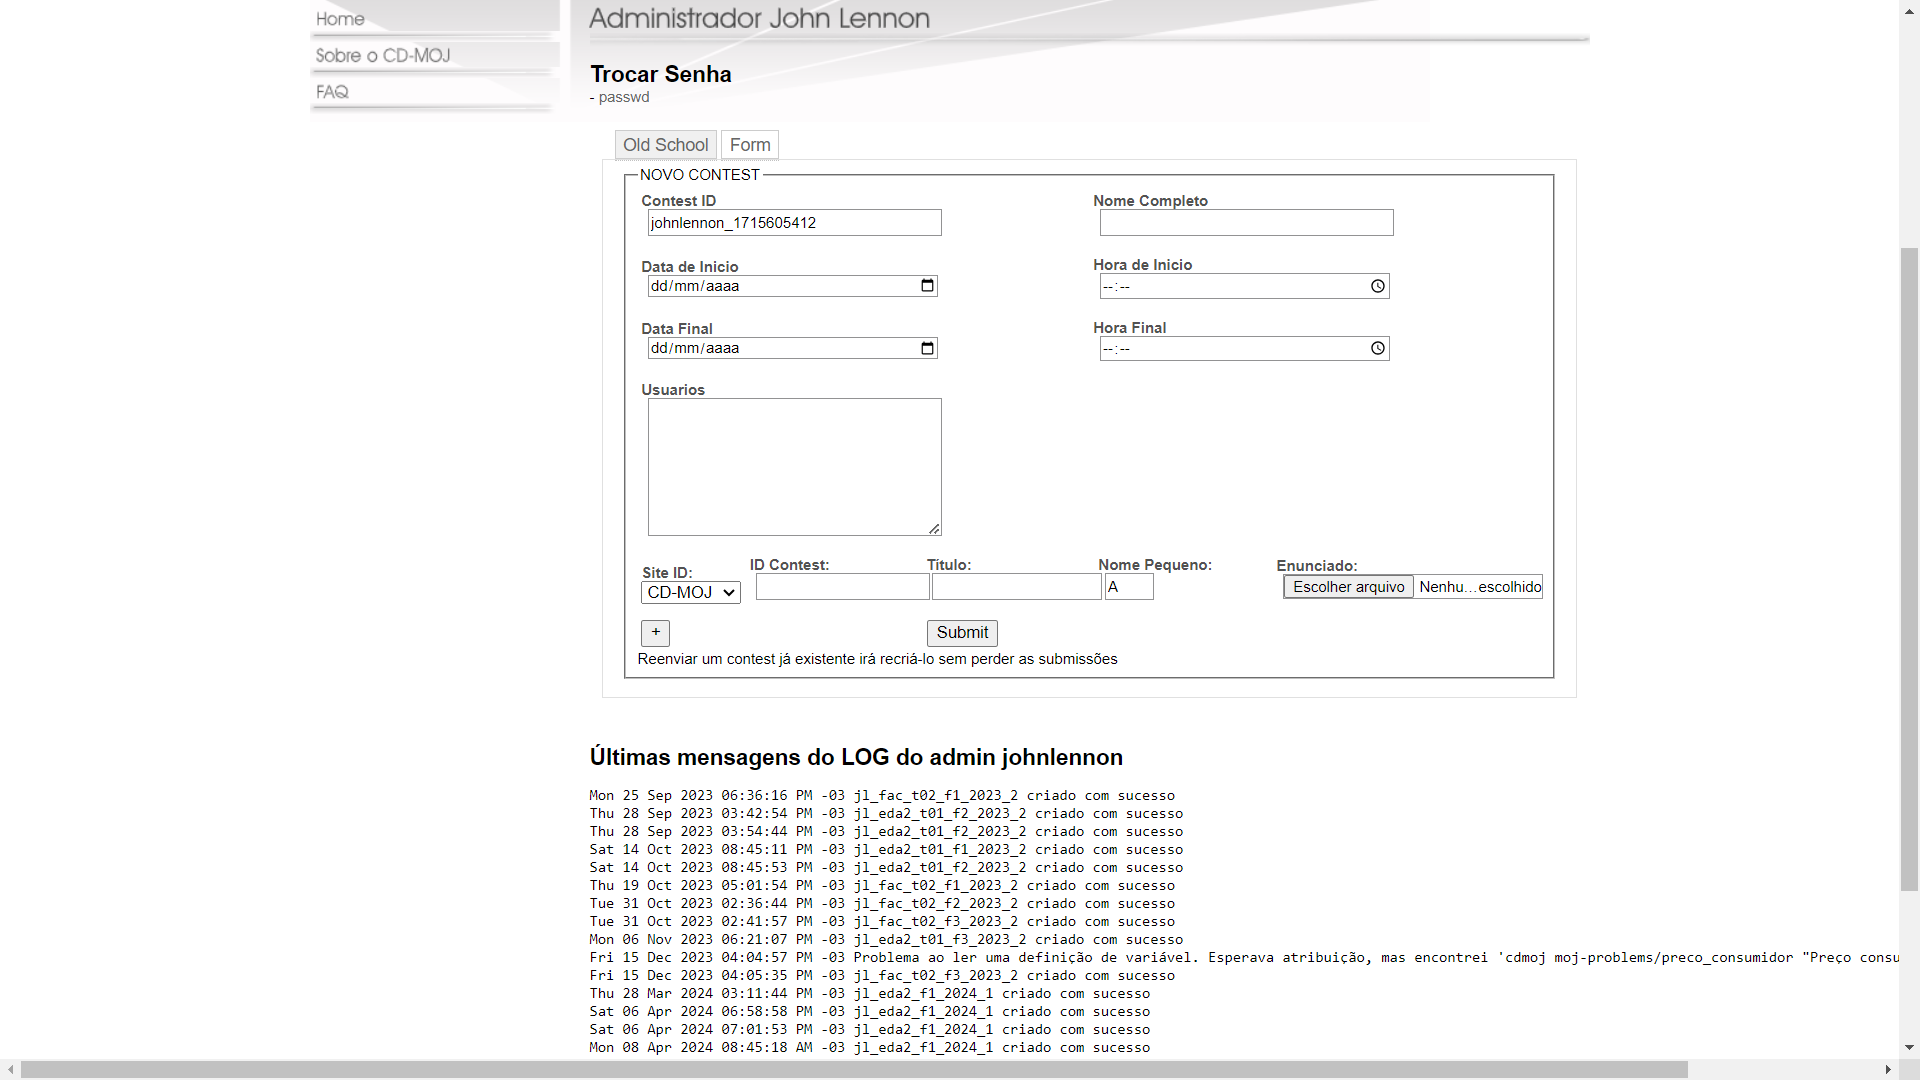 Home
Sobre o CD-MOJ
FAQ
Administrador John Lennon
Trocar Senha
- passwd
Old School Form
NOVO CONTEST
Contest ID Nome Completo
johnlennon_1715605412
Data de Inicio Hora de Inicio
dd/mm/aaaa --:--
Data Final Hora Final
dd/mm/aaaa --:--
Usuarios
Site ID: ID Contest: Título: Nome Pequeno: Enunciado:
CD-MOJ A Escolher arquivo Nenhu...escolhido
+ Submit
Reenviar um contest já existente irá recriá-lo sem perder as submissões
Últimas mensagens do LOG do admin johnlennon
Mon 25 Sep 2023 06:36:16 PM -03 jl_fac_t02_f1_2023_2 criado com sucesso
Thu 28 Sep 2023 03:42:54 PM -03 jl_eda2_t01_f2_2023_2 criado com sucesso
Thu 28 Sep 2023 03:54:44 PM -03 jl_eda2_t01_f2_2023_2 criado com sucesso
Sat 14 Oct 2023 08:45:11 PM -03 jl_eda2_t01_f1_2023_2 criado com sucesso
Sat 14 Oct 2023 08:45:53 PM -03 jl_eda2_t01_f2_2023_2 criado com sucesso
Thu 19 Oct 2023 05:01:54 PM -03 jl_fac_t02_f1_2023_2 criado com sucesso
Tue 31 Oct 2023 02:36:44 PM -03 jl_fac_t02_f2_2023_2 criado com sucesso
Tue 31 Oct 2023 02:41:57 PM -03 jl_fac_t02_f3_2023_2 criado com sucesso
Mon 06 Nov 2023 06:21:07 PM -03 jl_eda2_t01_f3_2023_2 criado com sucesso
Fri 15 Dec 2023 04:04:57 PM -03 Problema ao ler uma definição de variável. Esperava atribuição, mas encontrei 'cdmoj moj-problems/preco_consumidor "Preço consu
Fri 15 Dec 2023 04:05:35 PM -03 jl_fac_t02_f3_2023_2 criado com sucesso
Thu 28 Mar 2024 03:11:44 PM -03 jl_eda2_f1_2024_1 criado com sucesso
Sat 06 Apr 2024 06:58:58 PM -03 jl_eda2_f1_2024_1 criado com sucesso
Sat 06 Apr 2024 07:01:53 PM -03 jl_eda2_f1_2024_1 criado com sucesso
Mon 08 Apr 2024 08:45:18 AM -03 jl_eda2_f1_2024_1 criado com sucesso